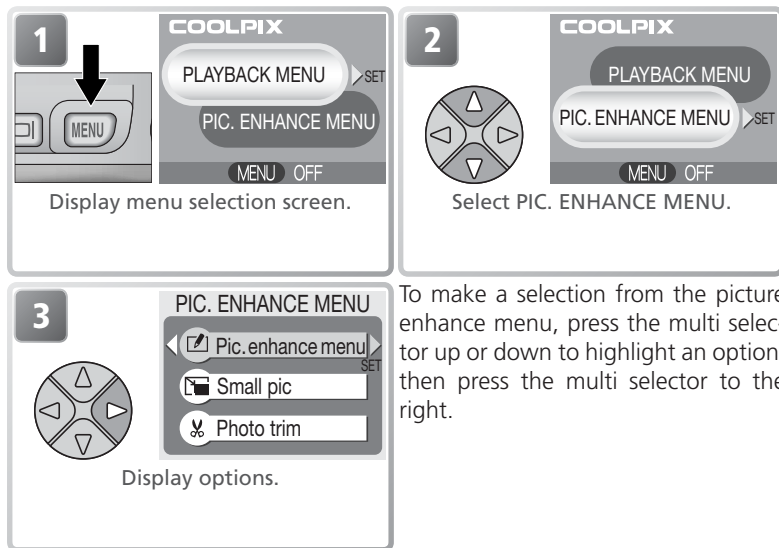 1
COOLPIX
PLAYBACK MENU
SET
PIC. ENHANCE MENU
MENU
MENU OFF
Display menu selection screen.
2
COOLPIX
PLAYBACK MENU
PIC. ENHANCE MENU
SET
MENU OFF
Select PIC. ENHANCE MENU.
3
PIC. ENHANCE MENU
Pic. enhance menu
SET
Small pic
Photo trim
Display options.
To make a selection from the picture
enhance menu, press the multi selec-
tor up or down to highlight an option
then press the multi selector to the
right.